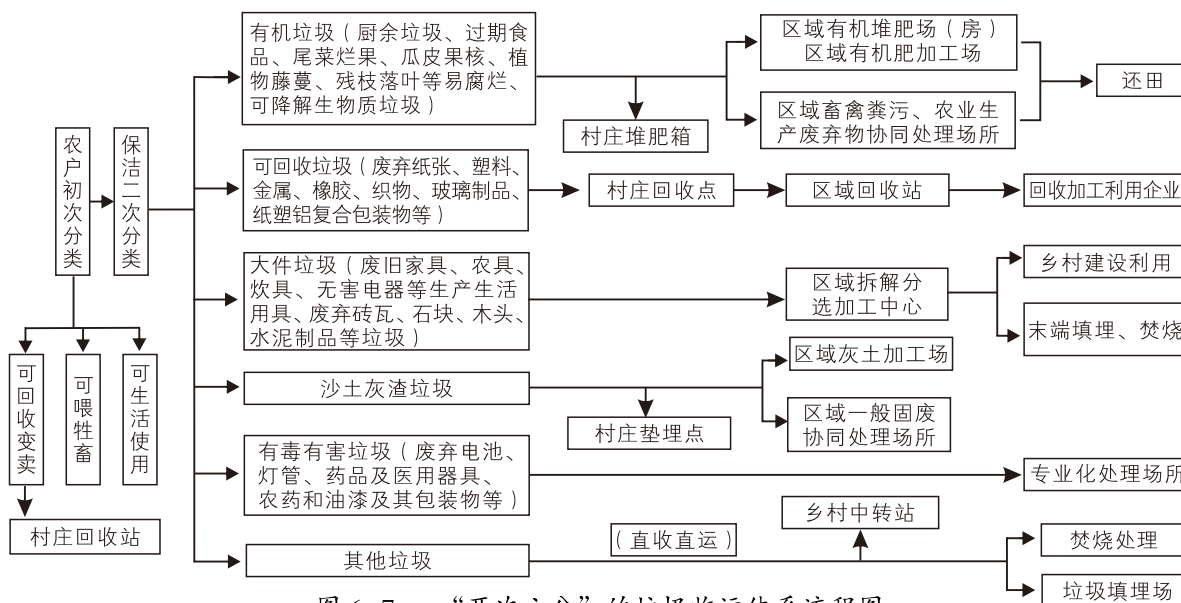 农户初次分类
保洁二次分类
可回收变卖
可喂牲畜
可生活使用
村庄回收站
有机垃圾（厨余垃圾、过期食
品、尾菜烂果、瓜皮果核、植
物藤蔓、残枝落叶等易腐烂、
可降解生物质垃圾）
村庄堆肥箱
区域有机堆肥场（房）
区域有机肥加工场
区域畜禽粪污、农业生
产废弃物协同处理场所
还田
可回收垃圾（废弃纸张、塑料、
金属、橡胶、织物、玻璃制品、
纸塑铝复合包装物等）
村庄回收点
区域回收站
回收加工利用企业
大件垃圾（废旧家具、农具、
炊具、无害电器等生产生活
用具、废弃砖瓦、石块、木头、
水泥制品等垃圾）
区域拆解分
选加工中心
乡村建设利用
末端填埋、焚烧
沙土灰渣垃圾
村庄垫埋点
区域灰土加工场
区域一般固废
协同处理场所
有毒有害垃圾（废弃电池、
灯管、药品及医用器具、
农药和油漆及其包装物等）
专业化处理场所
其他垃圾
（直收直运）
乡村中转站
焚烧处理
垃圾填埋场